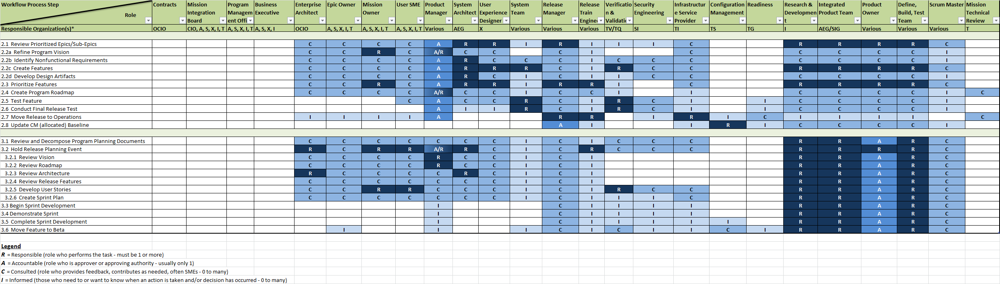 Workflow Process Step Role Contracts Mission Integration Board Program Managem ent Offi Business Executive Enterprise Architect Epic Owner Mission Owner User SME Product Manager System Architect User Experience Designer System Team Release Manager Release Train Engine Verificatio n & Validatio Security Engineering Infrastructur e Service Provider Configuration Management Readiness Research & Developmen t Integrated Product Team Product Owner Define, Build, Test Team Scrum Master Mission Technical Review
Responsible Organization(s)* OCIO CIO, A, S, X, I, T A, S, X, I, T A, S, X, I OCIO A, S, X, I, T A, S, X, I, T A, S, X, I, T Various AEG X Various Various Various TV/TQ SI TI TS TG I AEG/SIG Various Various Various T
2.1 Review Prioritized Epics/Sub-Epics C C C C A R R I R I I I C R R R R C
2.2a Refine Program Vision C C R C A/R C C C I C C C C C I
2.2b Identify Nonfunctional Requirements C C C C A R C C C I C C C C C C C I
2.2c Create Features C C C C A R R R C I R C C R R R R C
2.2d Develop Design Artifacts C C C C A R C I C I I C C C C C C I
2.3 Prioritize Features C C R C A R R I R R I C R R R R C
2.4 Create Program Roadmap C C C C A/R C C I C C I I C C C C I C
2.5 Test Feature C A C C R C I R C I I C C C C I
2.6 Conduct Final Release Test A I I R C I R C I I C C C C I
2.7 Move Release to Operations I I I I A R R I R I C I I I I C
2.8 Update CM (allocated) Baseline A I I R I C C C C I
3.1 Review and Decompose Program Planning Documents C C C C C C C I C I C C C R R A R C
3.2 Hold Release Planning Event R C R R A/R R C I C R C C C R R R R C
3.2.1 Review Vision C C C C R C C I C I R R A R C
3.2.2 Review Roadmap C C C C R C C I C I R R A R C
3.2.3 Review Architecture R C C C C R C I C I R R A R C
3.2.4 Review Release Features C C C C C C C I C I R R A R C
3.2.5 Develop User Stories C C R R C C C I C I R C C R R A R C
3.2.6 Create Sprint Plan C C C C C C C I C I I I C R R A R C
3.3 Begin Sprint Development I C I I I I R R A R C
3.4 Demonstrate Sprint I C I I I I R R A R C
3.5 Complete Sprint Development I C I I I I I R R A R C
3.6 Move Feature to Beta I I I C I C I I C I R R A R C
Legend
R = Responsible (role who performs the task - must be 1 or more)
A = Accountable (role who is approver or approving authority - usually only 1)
C = Consulted (role who provides feedback, contributes as needed, often SMEs - 0 to many)
I = Informed (those who need to or want to know when an action is taken and/or decision has occurred - 0 to many)